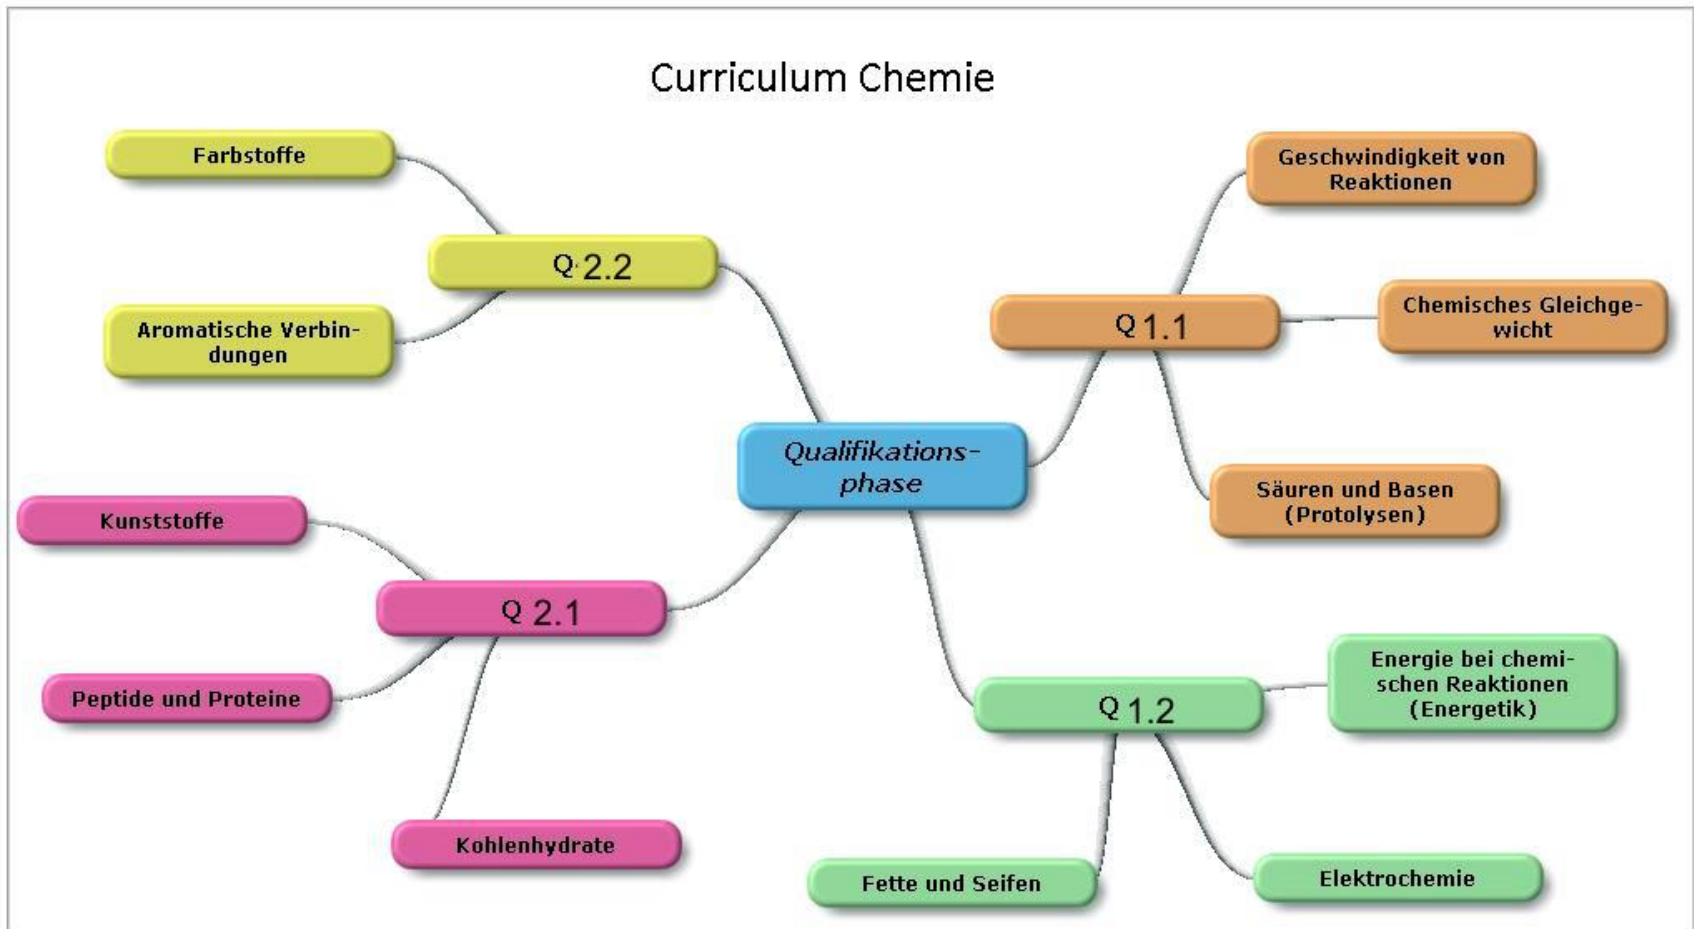 Curriculum Chemie
Farbstoffe
Q 2.2
Aromatische Verbin-
dungen
Geschwindigkeit von
Reaktionen
Q 1.1
Chemisches Gleichge-
wicht
Säuren und Basen
(Protolysen)
Qualifikations-
phase
Kunststoffe
Q 2.1
Peptide und Proteine
Kohlenhydrate
Q 1.2
Energie bei chemi-
schen Reaktionen
(Energetik)
Fette und Seifen
Elektrochemie